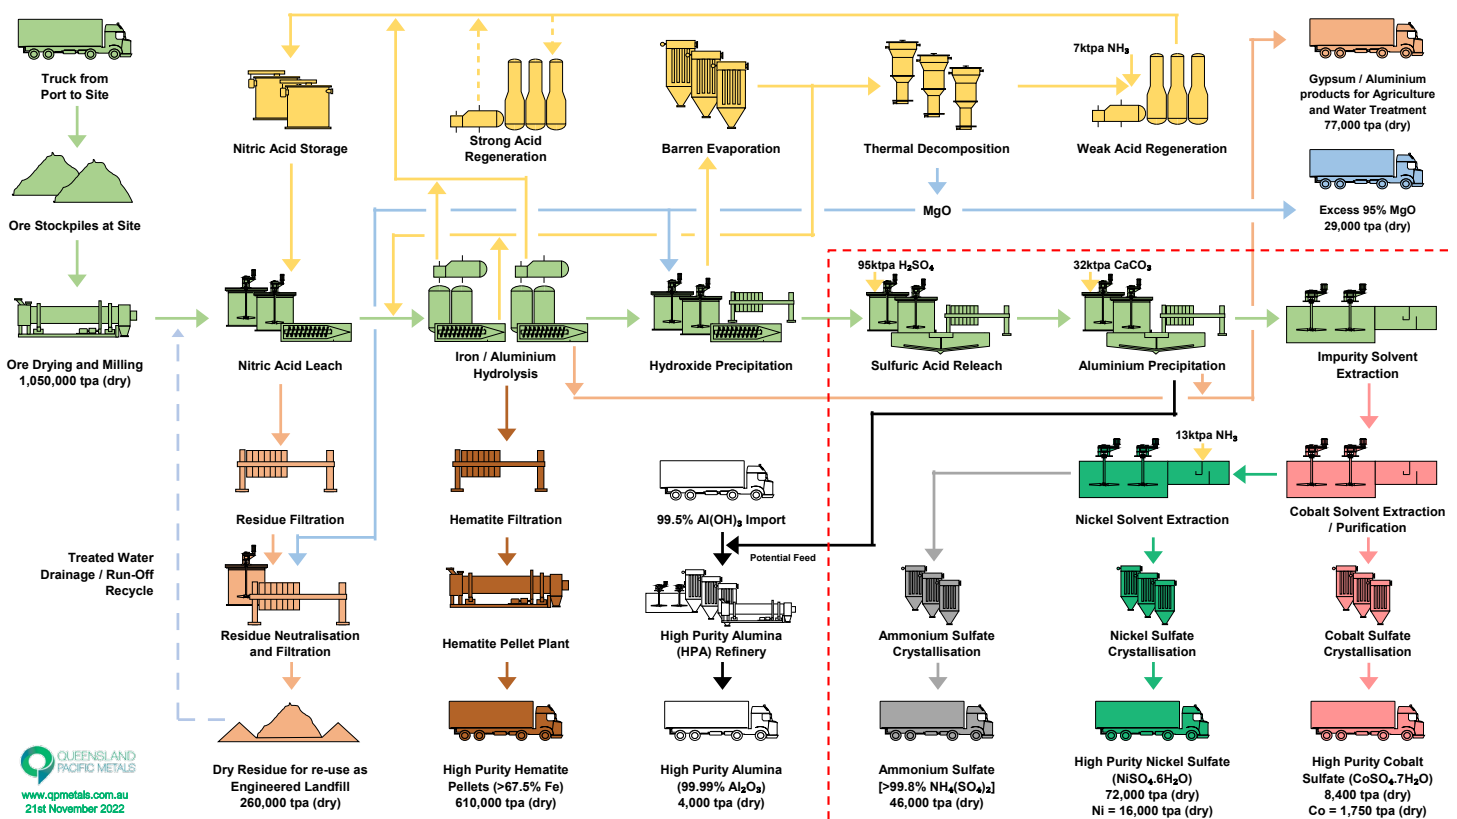 Truck from
Port to Site
Nitric Acid Storage
Strong Acid
Regeneration
Barren Evaporation
Thermal Decomposition
7ktpa NH₃
Weak Acid Regeneration
Gypsum / Aluminium
products for Agriculture
and Water Treatment
77,000 tpa (dry)
Ore Stockpiles at Site
MgO
Excess 95% MgO
29,000 tpa (dry)
95ktpa H₂SO₄
32ktpa CaCO₃
Ore Drying and Milling
1,050,000 tpa (dry)
Nitric Acid Leach
Iron / Aluminium
Hydrolysis
Hydroxide Precipitation
Sulfuric Acid Releach
Aluminium Precipitation
Impurity Solvent
Extraction
13ktpa NH₃
Residue Filtration
Hematite Filtration
99.5% Al(OH)₃ Import
Nickel Solvent Extraction
Cobalt Solvent Extraction
/ Purification
Treated Water
Drainage / Run-Off
Recycle
Potential Feed
Residue Neutralisation
and Filtration
Hematite Pellet Plant
High Purity Alumina
(HPA) Refinery
Ammonium Sulfate
Crystallisation
Nickel Sulfate
Crystallisation
Cobalt Sulfate
Crystallisation
QUEENSLAND
PACIFIC METALS
www.qpmetals.com.au
21st November 2022
Dry Residue for re-use as
Engineered Landfill
260,000 tpa (dry)
High Purity Hematite
Pellets (>67.5% Fe)
610,000 tpa (dry)
High Purity Alumina
(99.99% Al₂O₃)
4,000 tpa (dry)
Ammonium Sulfate
[>99.8% NH₄(SO₄)₂]
46,000 tpa (dry)
High Purity Nickel Sulfate
(NiSO₄.6H₂O)
72,000 tpa (dry)
Ni = 16,000 tpa (dry)
High Purity Cobalt
Sulfate (CoSO₄.7H₂O)
8,400 tpa (dry)
Co = 1,750 tpa (dry)